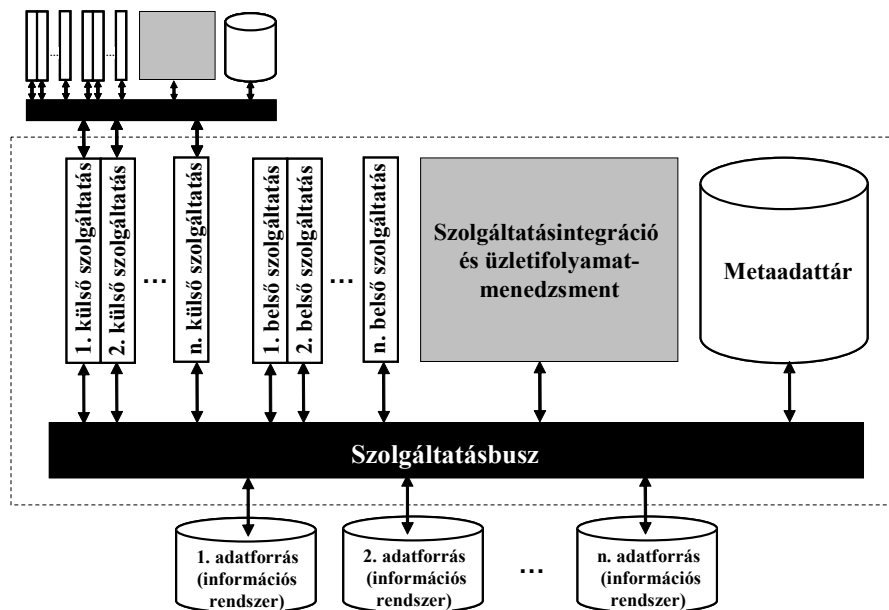 ...
...
1. külső szolgáltatás
2. külső szolgáltatás
...
n. külső szolgáltatás
1. belső szolgáltatás
2. belső szolgáltatás
...
n. belső szolgáltatás
Szolgáltatásintegráció
és üzletifolyamat-
menedzsment
Metaadattár
Szolgáltatásbusz
1. adatforrás
(információs
rendszer)
2. adatforrás
(információs
rendszer)
...
n. adatforrás
(információs
rendszer)